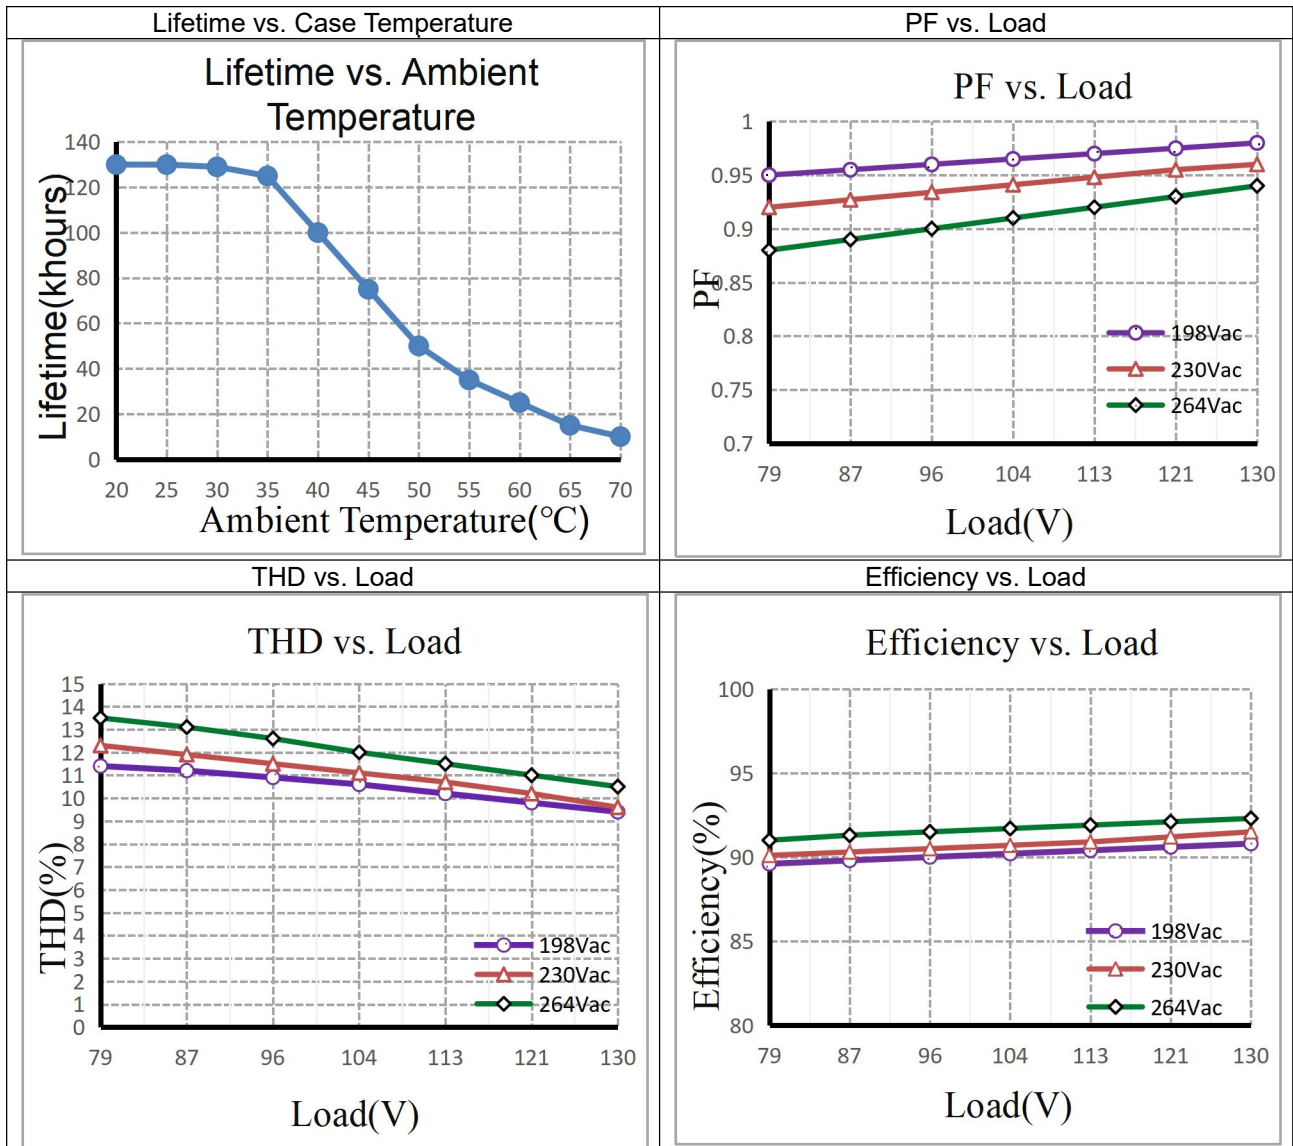 Lifetime vs. Case Temperature
Lifetime vs. Ambient
Temperature
Lifetime(khours)
140
120
100
80
60
40
20
0
20 25 30 35 40 45 50 55 60 65 70
Ambient Temperature(°C)
PF vs. Load
PF vs. Load
PF
1
0.95
0.9
0.85
0.8
0.75
0.7
198Vac
230Vac
264Vac
79 87 96 104 113 121 130
Load(V)
THD vs. Load
THD vs. Load
THD(%)
15
14
13
12
11
10
9
8
7
6
5
4
3
2
1
0
198Vac
230Vac
264Vac
79 87 96 104 113 121 130
Load(V)
Efficiency vs. Load
Efficiency vs. Load
Efficiency(%)
100
95
90
85
80
198Vac
230Vac
264Vac
79 87 96 104 113 121 130
Load(V)